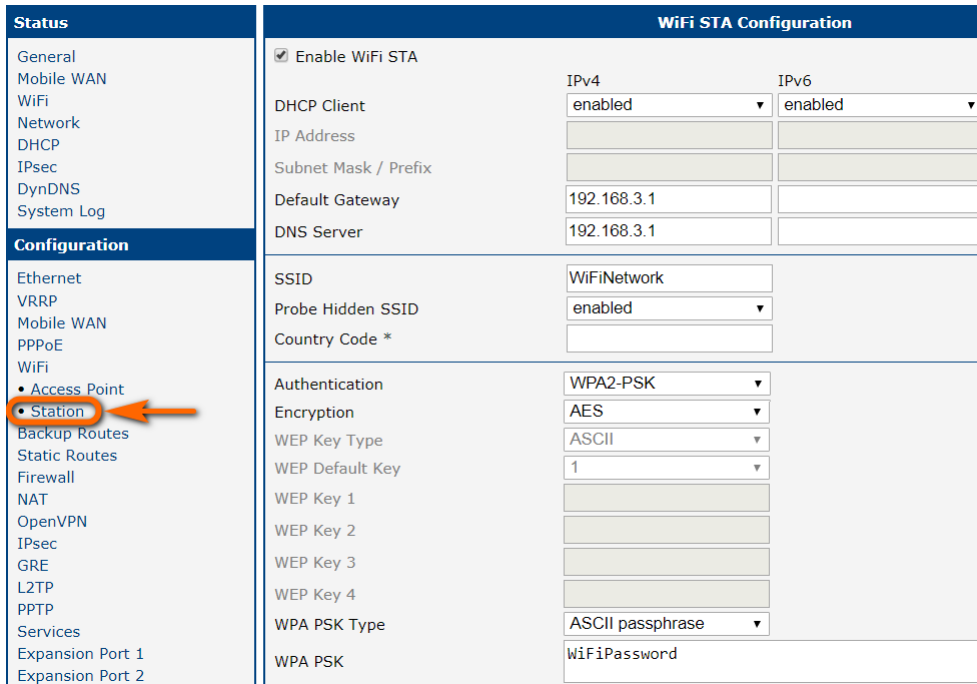 Status
General
Mobile WAN
WiFi
Network
DHCP
IPsec
DynDNS
System Log
Configuration
Ethernet
VRRP
Mobile WAN
PPPoE
WiFi
• Access Point
• Station
Backup Routes
Static Routes
Firewall
NAT
OpenVPN
IPsec
GRE
L2TP
PPTP
Services
Expansion Port 1
Expansion Port 2
WiFi STA Configuration
Enable WiFi STA
IPv4 IPv6
DHCP Client enabled enabled
IP Address
Subnet Mask / Prefix
Default Gateway 192.168.3.1
DNS Server 192.168.3.1
SSID WiFiNetwork
Probe Hidden SSID enabled
Country Code *
Authentication WPA2-PSK
Encryption AES
WEP Key Type ASCII
WEP Default Key 1
WEP Key 1
WEP Key 2
WEP Key 3
WEP Key 4
WPA PSK Type ASCII passphrase
WPA PSK WiFiPassword